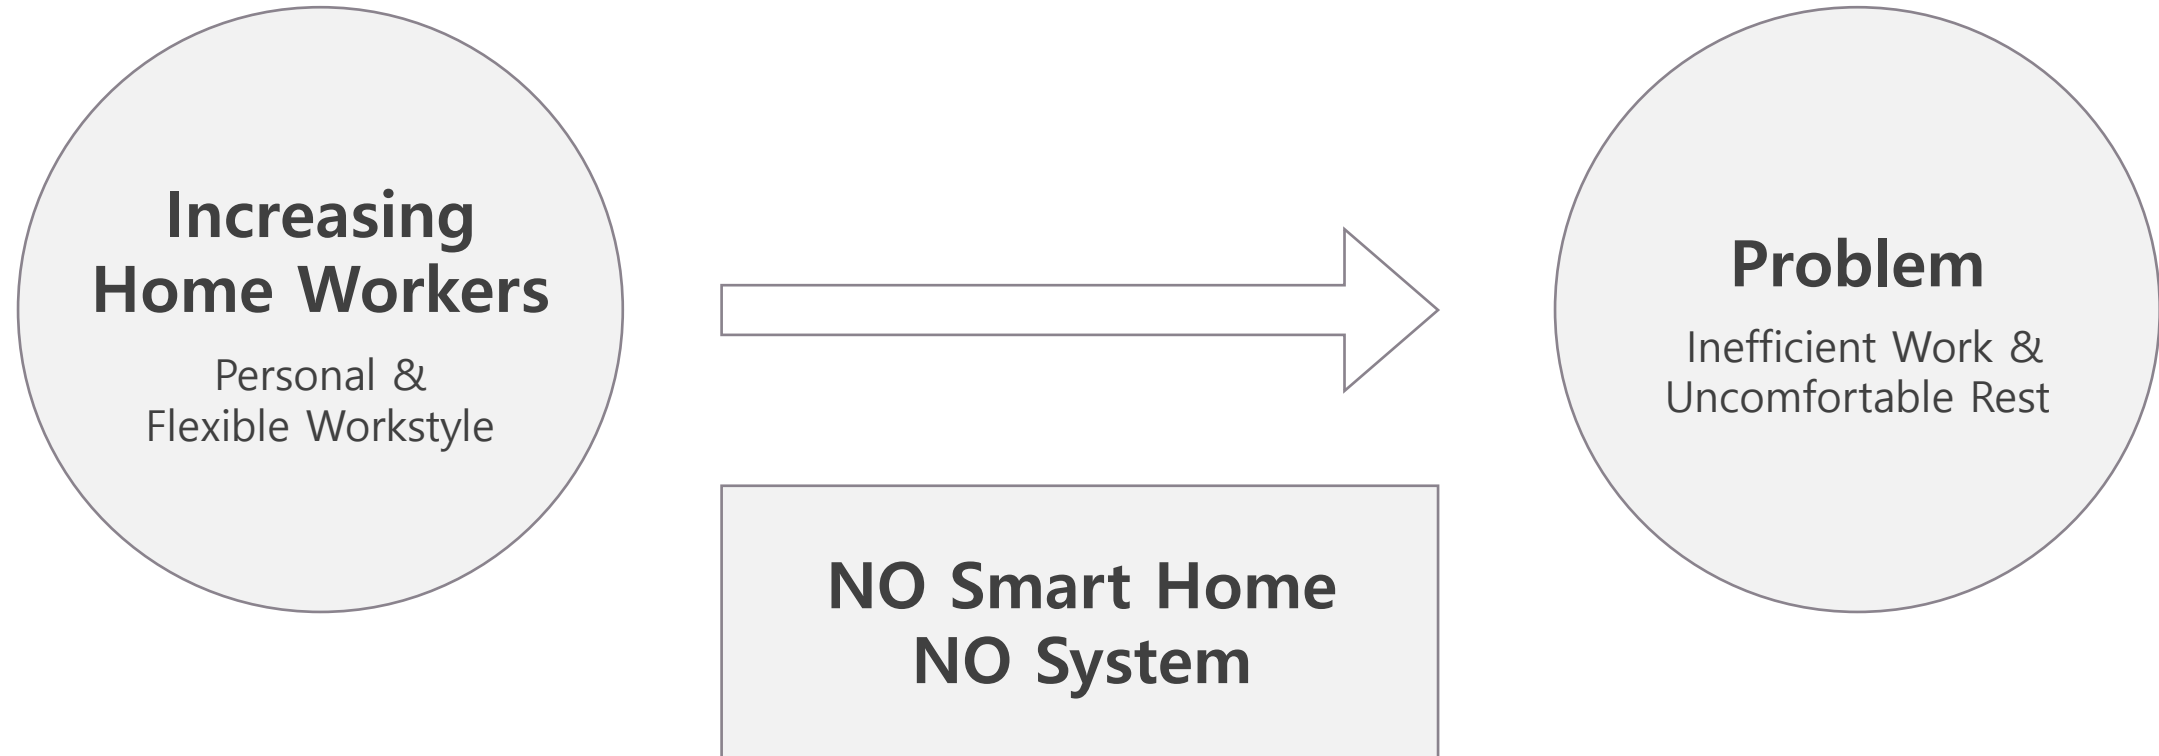 Increasing
Home Workers
Personal &
Flexible Workstyle
NO Smart Home
NO System
Problem
Inefficient Work &
Uncomfortable Rest